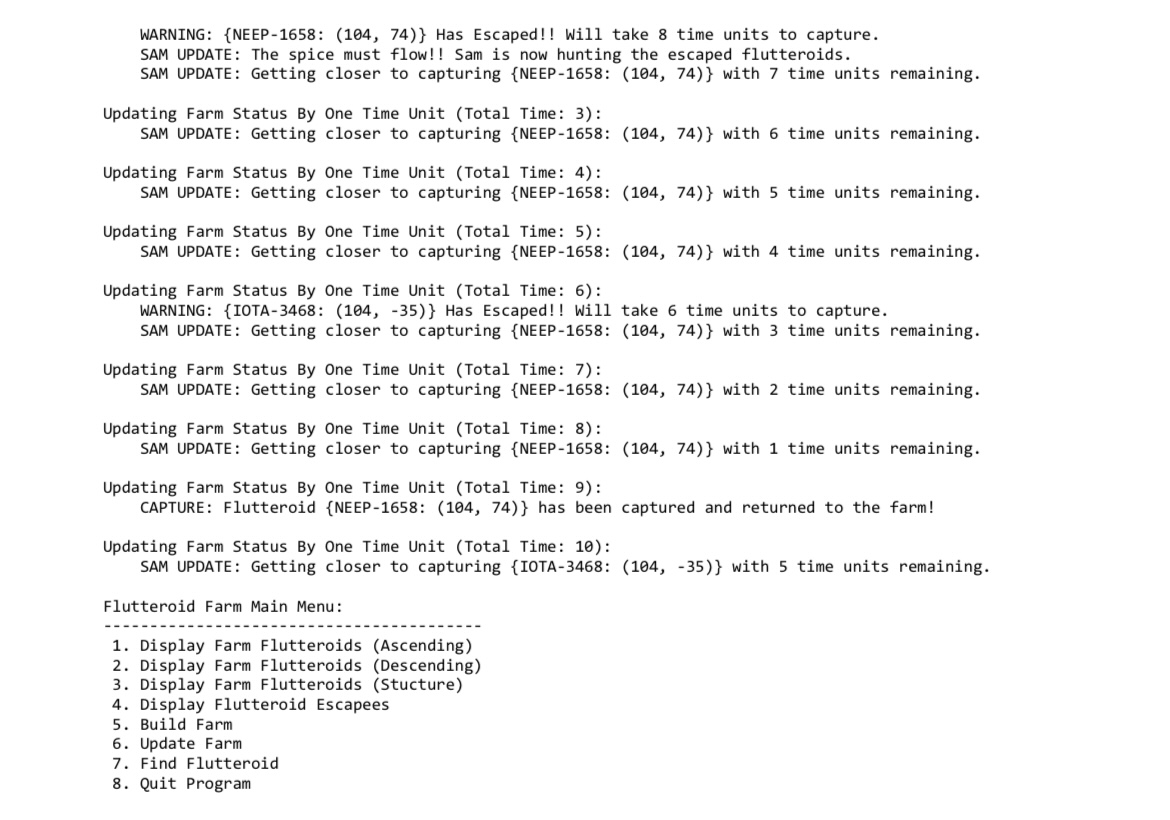 WARNING: {NEEP-1658: (104, 74)} Has Escaped!! Will take 8 time units to capture.
SAM UPDATE: The spice must flow!! Sam is now hunting the escaped flutteroids.
SAM UPDATE: Getting closer to capturing {NEEP-1658: (104, 74)} with 7 time units remaining.
Updating Farm Status By One Time Unit (Total Time: 3):
SAM UPDATE: Getting closer to capturing {NEEP-1658: (104, 74)} with 6 time units remaining.
Updating Farm Status By One Time Unit (Total Time: 4):
SAM UPDATE: Getting closer to capturing {NEEP-1658: (104, 74)} with 5 time units remaining.
Updating Farm Status By One Time Unit (Total Time: 5):
SAM UPDATE: Getting closer to capturing {NEEP-1658: (104, 74)} with 4 time units remaining.
Updating Farm Status By One Time Unit (Total Time: 6):
WARNING: {IOTA-3468: (104, -35)} Has Escaped!! Will take 6 time units to capture.
SAM UPDATE: Getting closer to capturing {NEEP-1658: (104, 74)} with 3 time units remaining.
Updating Farm Status By One Time Unit (Total Time: 7):
SAM UPDATE: Getting closer to capturing {NEEP-1658: (104, 74)} with 2 time units remaining.
Updating Farm Status By One Time Unit (Total Time: 8):
SAM UPDATE: Getting closer to capturing {NEEP-1658: (104, 74)} with 1 time units remaining.
Updating Farm Status By One Time Unit (Total Time: 9):
CAPTURE: Flutteroid {NEEP-1658: (104, 74)} has been captured and returned to the farm!
Updating Farm Status By One Time Unit (Total Time: 10):
SAM UPDATE: Getting closer to capturing {IOTA-3468: (104, -35)} with 5 time units remaining.
Flutteroid Farm Main Menu:
-----------------------------------------
1. Display Farm Flutteroids (Ascending)
2. Display Farm Flutteroids (Descending)
3. Display Farm Flutteroids (Stucture)
4. Display Flutteroid Escapees
5. Build Farm
6. Update Farm
7. Find Flutteroid
8. Quit Program